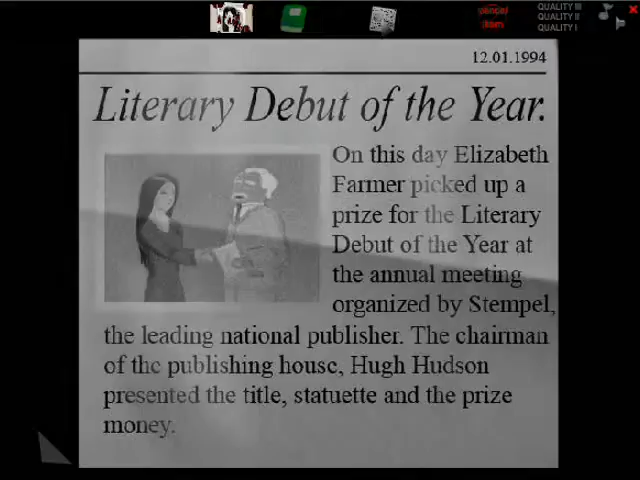 cancel item
QUALITY III
QUALITY II
QUALITY I
12.01.1994
Literary Debut of the Year.
On this day Elizabeth
Farmer picked up a
prize for the Literary
Debut of the Year at
the annual meeting
organized by Stempel,
the leading national publisher. The chairman
of the publishing house, Hugh Hudson
presented the title, statuette and the prize
money.